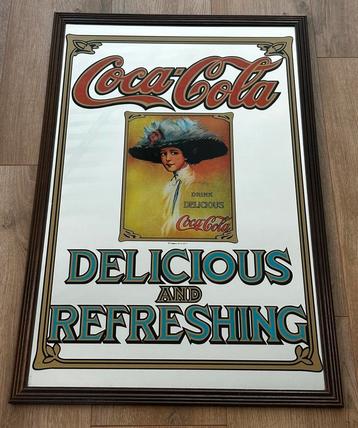 Coca-Cola
DRINK
DELICIOUS
Coca-Cola
DELICIOUS
AND
REFRESHING